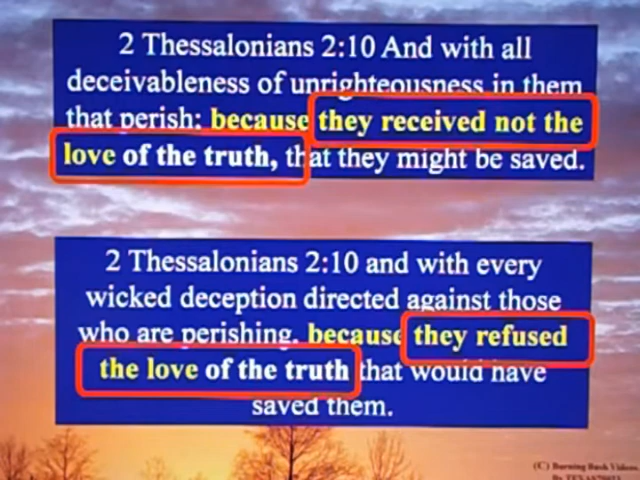 2 Thessalonians 2:10 And with all
deceivableness of unrighteousness in them
that perish; because they received not the
love of the truth, that they might be saved.
2 Thessalonians 2:10 and with every
wicked deception directed against those
who are perishing, because they refused
the love of the truth that would have
saved them.
(C) Burning Bush Videos
By